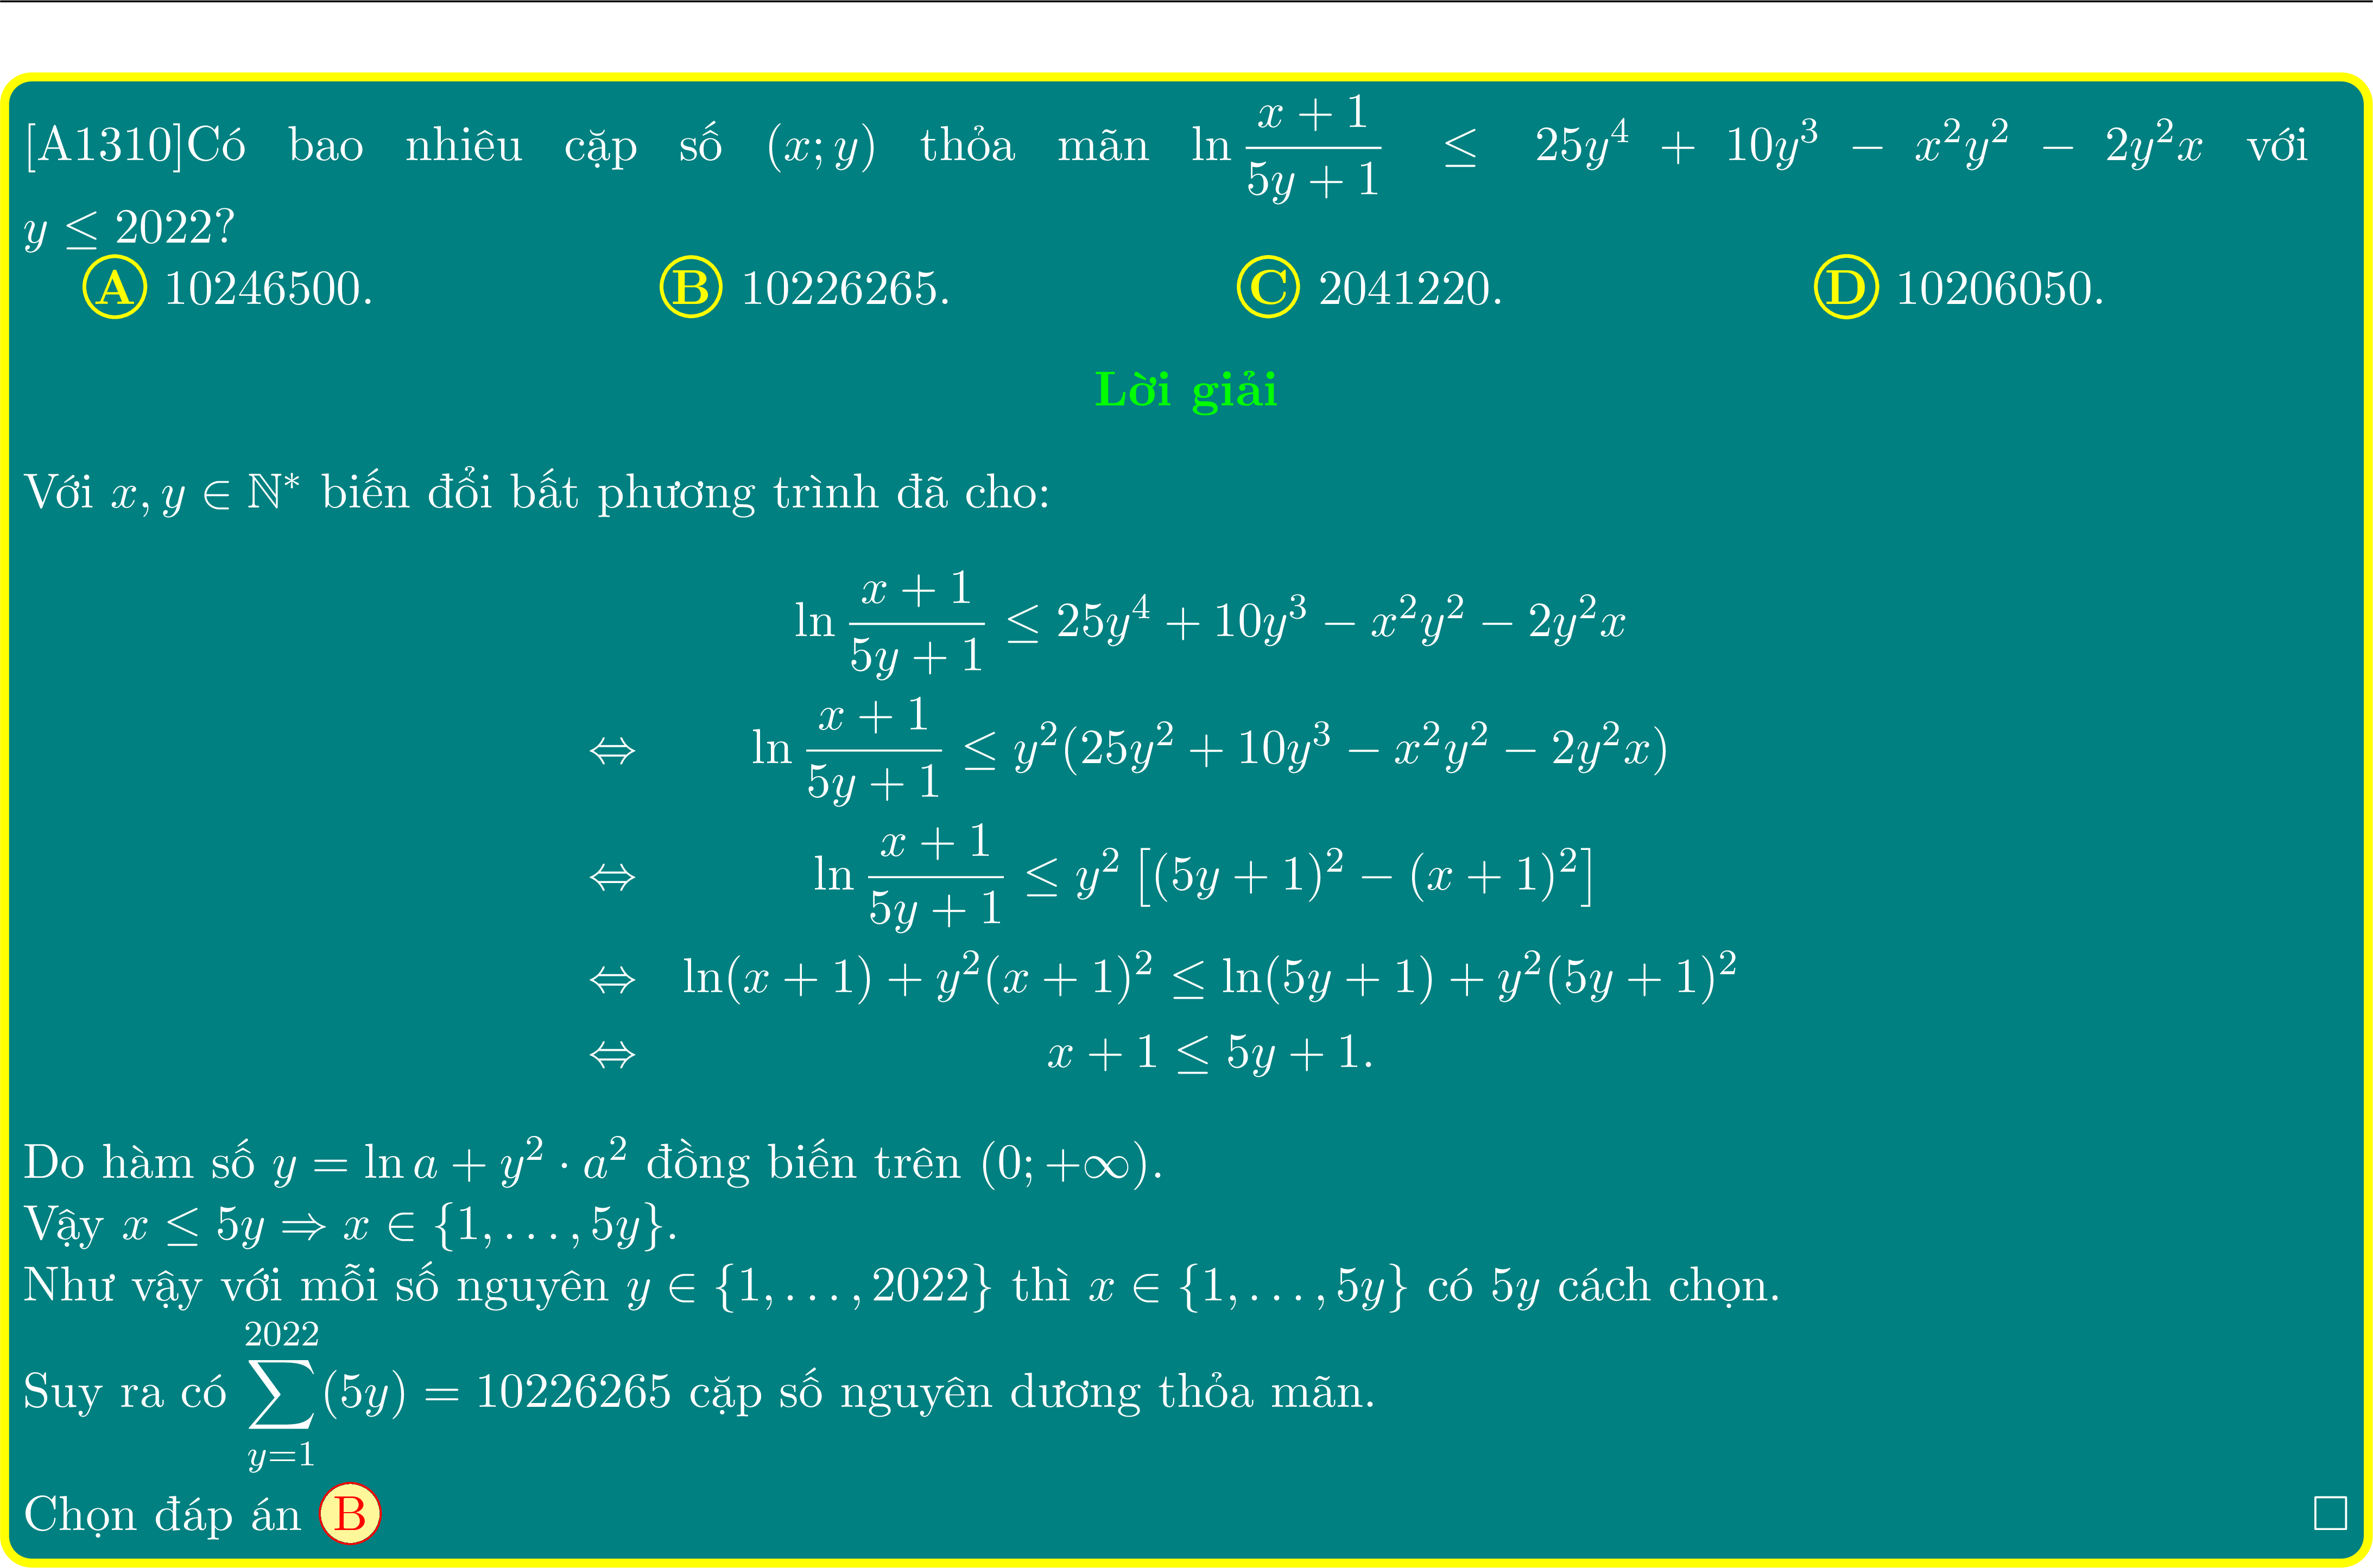 [A1310]Có bao nhiêu cặp số $(x; y)$ thỏa mãn $\ln \dfrac{x+1}{5y+1} \leq 25y^4 + 10y^3 - x^2y^2 - 2y^2x$ với
$y \leq 2022$?
A 10246500. B 10226265. C 2041220. D 10206050.
Lời giải
Với $x, y \in \mathbb{N}^*$ biến đổi bất phương trình đã cho:
$\ln \dfrac{x+1}{5y+1} \leq 25y^4 + 10y^3 - x^2y^2 - 2y^2x$
$\Leftrightarrow \ln \dfrac{x+1}{5y+1} \leq y^2(25y^2 + 10y^3 - x^2y^2 - 2y^2x)$
$\Leftrightarrow \ln \dfrac{x+1}{5y+1} \leq y^2 \left[(5y+1)^2 - (x+1)^2\right]$
$\Leftrightarrow \ln(x+1) + y^2(x+1)^2 \leq \ln(5y+1) + y^2(5y+1)^2$
$\Leftrightarrow x + 1 \leq 5y + 1.$
Do hàm số $y = \ln a + y^2 \cdot a^2$ đồng biến trên $(0; +\infty)$.
Vậy $x \leq 5y \Rightarrow x \in \{1, \ldots, 5y\}$.
Như vậy với mỗi số nguyên $y \in \{1, \ldots, 2022\}$ thì $x \in \{1, \ldots, 5y\}$ có $5y$ cách chọn.
Suy ra có $\sum_{y=1}^{2022} (5y) = 10226265$ cặp số nguyên dương thỏa mãn.
Chọn đáp án B □